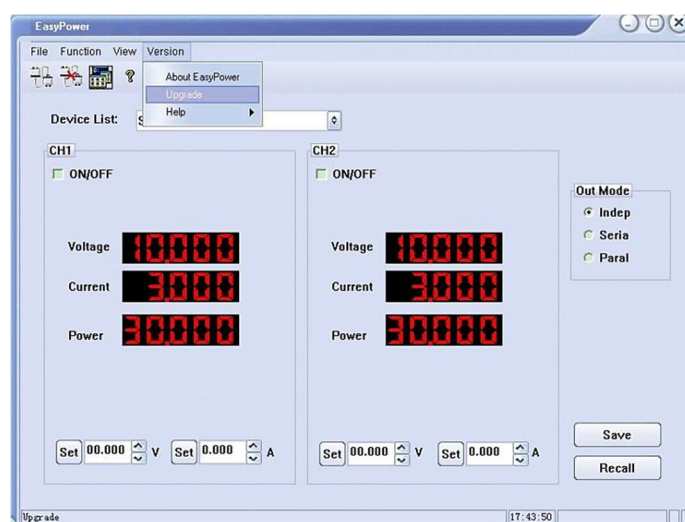 EasyPower
File Function View Version
About EasyPower
Upgrade
Help
Device List: S
CH1
ON/OFF
Voltage 10.000
Current 3.000
Power 30.000
Set 00.000 V Set 0.000 A
CH2
ON/OFF
Voltage 10.000
Current 3.000
Power 30.000
Set 00.000 V Set 0.000 A
Out Mode
Indep
Seria
Paral
Save
Recall
Upgrade 17:43:50